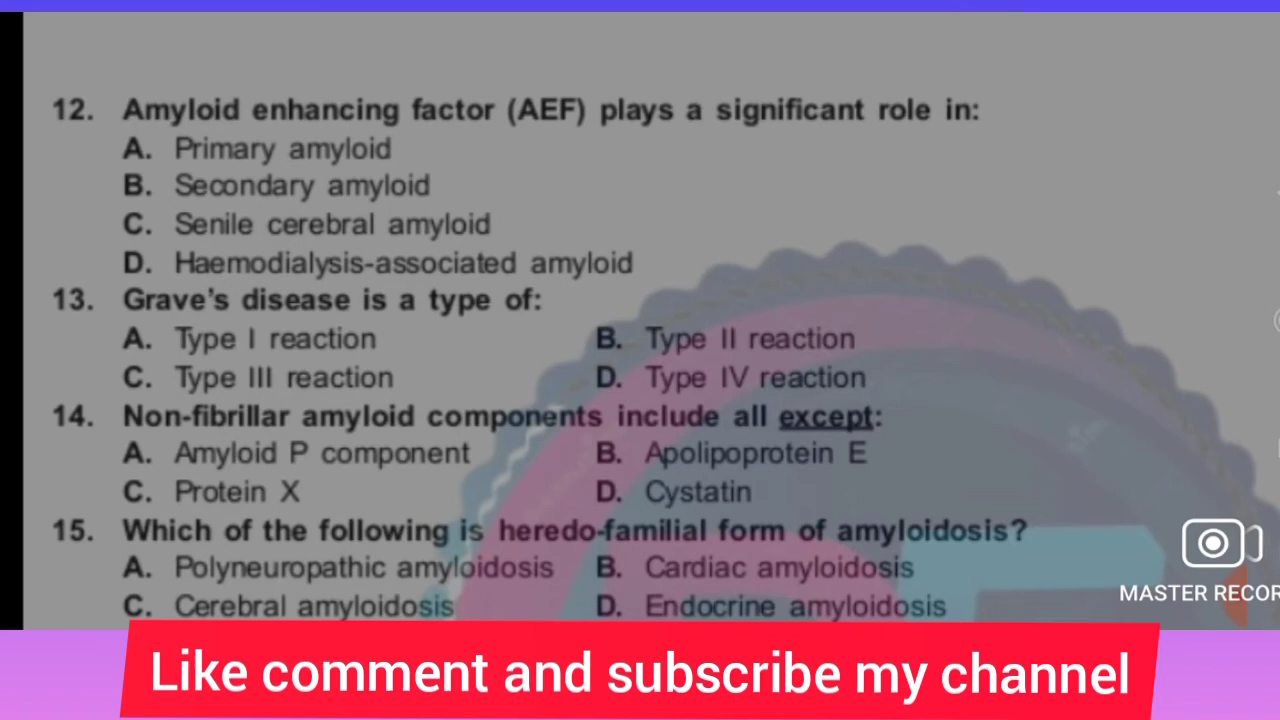 12. Amyloid enhancing factor (AEF) plays a significant role in:
A. Primary amyloid
B. Secondary amyloid
C. Senile cerebral amyloid
D. Haemodialysis-associated amyloid
13. Grave's disease is a type of:
A. Type I reaction B. Type II reaction
C. Type III reaction D. Type IV reaction
14. Non-fibrillar amyloid components include all except:
A. Amyloid P component B. Apolipoprotein E
C. Protein X D. Cystatin
15. Which of the following is heredo-familial form of amyloidosis?
A. Polyneuropathic amyloidosis B. Cardiac amyloidosis
C. Cerebral amyloidosis D. Endocrine amyloidosis
MASTER RECOR
Like comment and subscribe my channel